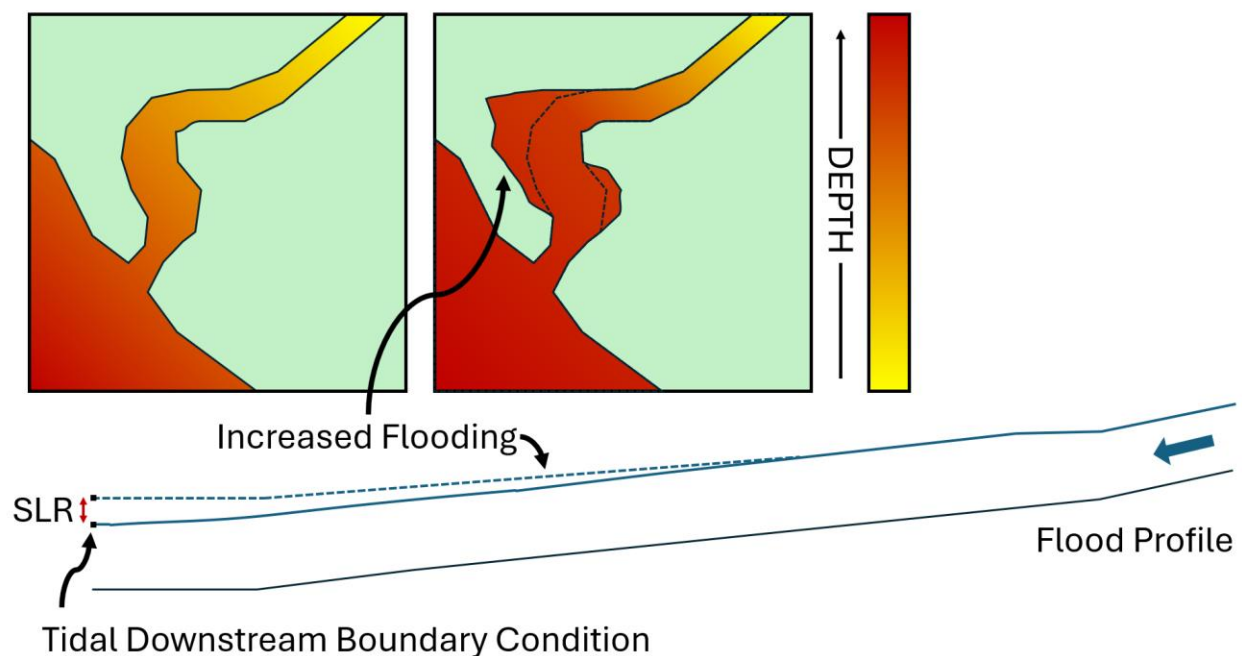 DEPTH
Increased Flooding
SLR
Flood Profile
Tidal Downstream Boundary Condition